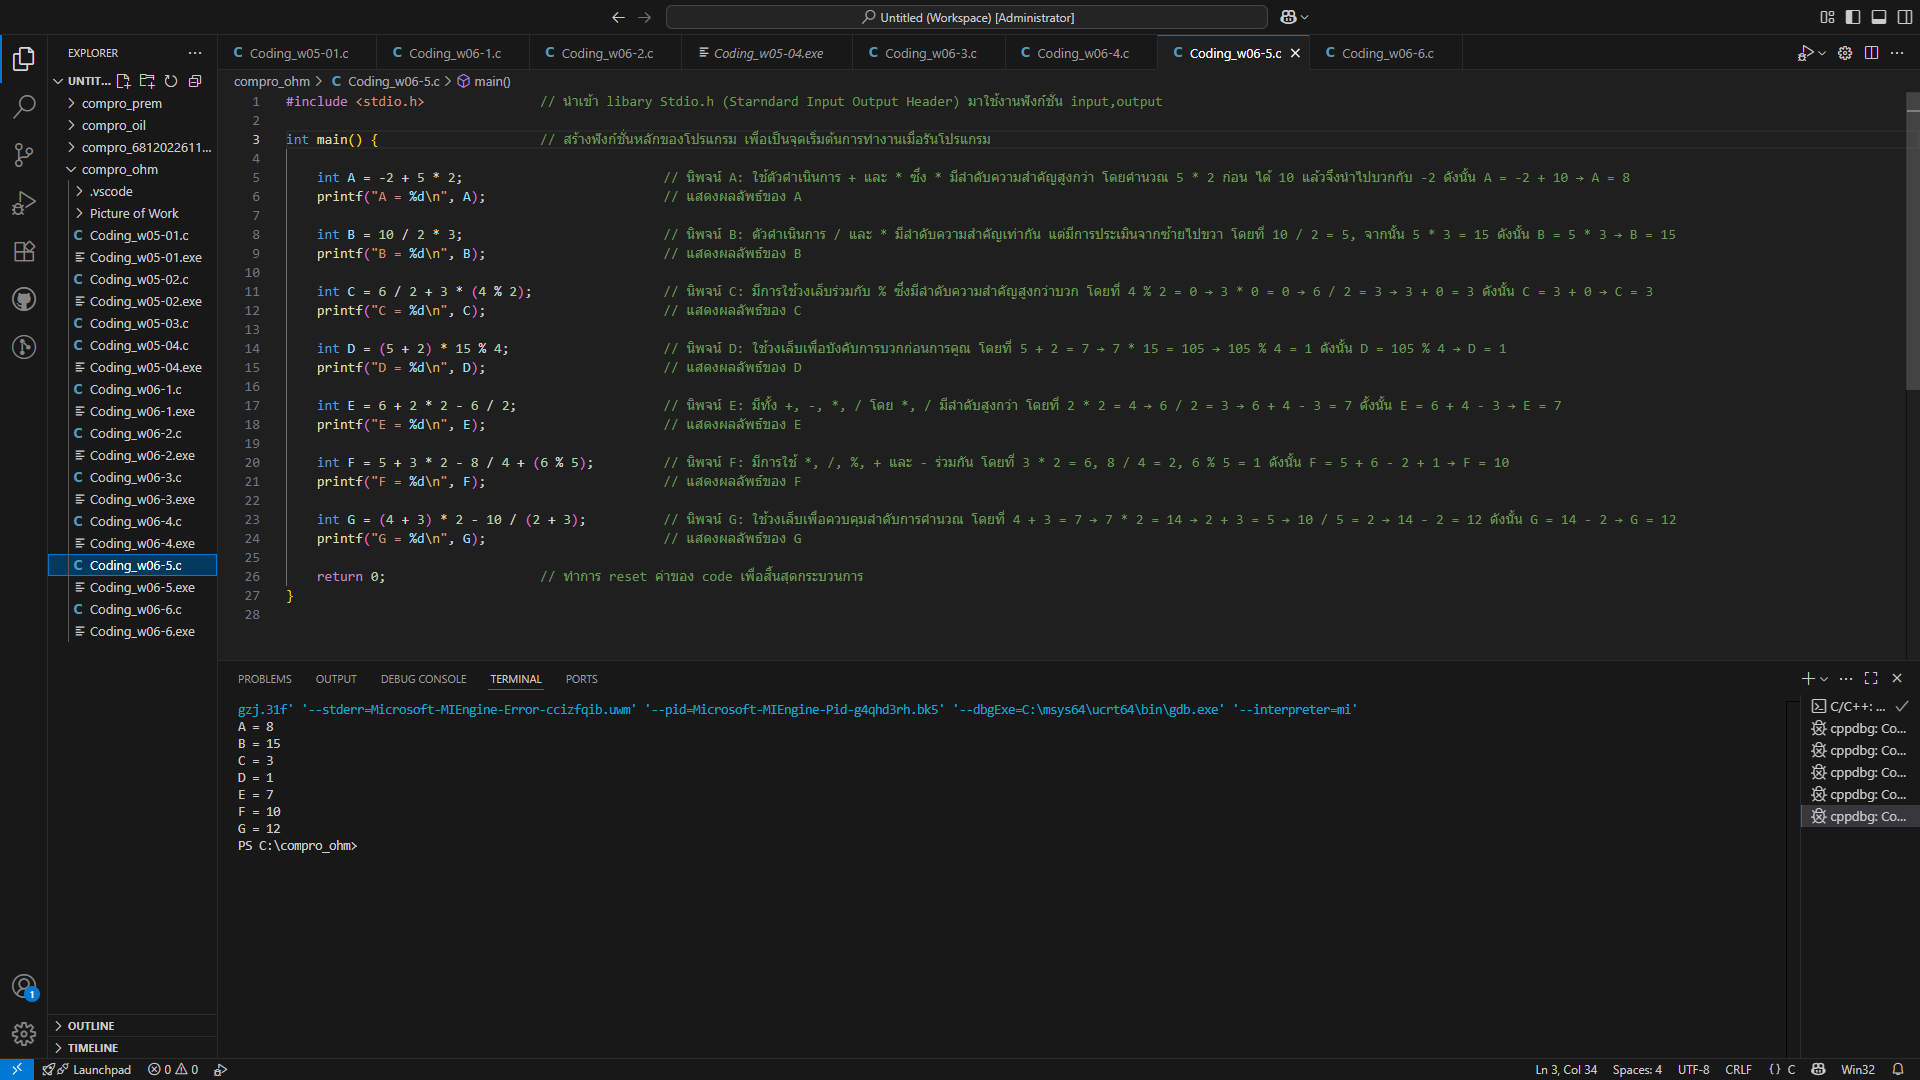 Untitled (Workspace) [Administrator]
EXPLORER
UNTIT...
compro_prem
compro_oil
compro_6812022611...
compro_ohm
.vscode
Picture of Work
Coding_w05-01.c
Coding_w05-01.exe
Coding_w05-02.c
Coding_w05-02.exe
Coding_w05-03.c
Coding_w05-04.c
Coding_w05-04.exe
Coding_w06-1.c
Coding_w06-1.exe
Coding_w06-2.c
Coding_w06-2.exe
Coding_w06-3.c
Coding_w06-3.exe
Coding_w06-4.c
Coding_w06-4.exe
Coding_w06-5.c
Coding_w06-5.exe
Coding_w06-6.c
Coding_w06-6.exe
OUTLINE
TIMELINE
Coding_w05-01.c Coding_w06-1.c Coding_w06-2.c Coding_w05-04.exe Coding_w06-3.c Coding_w06-4.c Coding_w06-5.c Coding_w06-6.c
compro_ohm > C Coding_w06-5.c > main()
1 #include <stdio.h> // นำเข้า libary Stdio.h (Starndard Input Output Header) มาใช้งานฟังก์ชัน input,output
2
3 int main() { // สร้างฟังก์ชั่นหลักของโปรแกรม เพื่อเป็นจุดเริ่มต้นการทำงานเมื่อรันโปรแกรม
4
5 int A = -2 + 5 * 2; // นิพจน์ A: ใช้ตัวดำเนินการ + และ * ซึ่ง * มีลำดับความสำคัญสูงกว่า โดยคำนวณ 5 * 2 ก่อน ได้ 10 แล้วจึงนำไปบวกกับ -2 ดังนั้น A = -2 + 10 → A = 8
6 printf("A = %d\n", A); // แสดงผลลัพธ์ของ A
7
8 int B = 10 / 2 * 3; // นิพจน์ B: ตัวดำเนินการ / และ * มีลำดับความสำคัญเท่ากัน แต่มีการประเมินจากซ้ายไปขวา โดยที่ 10 / 2 = 5, จากนั้น 5 * 3 = 15 ดังนั้น B = 5 * 3 → B = 15
9 printf("B = %d\n", B); // แสดงผลลัพธ์ของ B
10
11 int C = 6 / 2 + 3 * (4 % 2); // นิพจน์ C: มีการใช้วงเล็บร่วมกับ % ซึ่งมีลำดับความสำคัญสูงกว่าบวก โดยที่ 4 % 2 = 0 → 3 * 0 = 0 → 6 / 2 = 3 → 3 + 0 = 3 ดังนั้น C = 3 + 0 → C = 3
12 printf("C = %d\n", C); // แสดงผลลัพธ์ของ C
13
14 int D = (5 + 2) * 15 % 4; // นิพจน์ D: ใช้วงเล็บเพื่อบังคับการบวกก่อนการคูณ โดยที่ 5 + 2 = 7 → 7 * 15 = 105 → 105 % 4 = 1 ดังนั้น D = 105 % 4 → D = 1
15 printf("D = %d\n", D); // แสดงผลลัพธ์ของ D
16
17 int E = 6 + 2 * 2 - 6 / 2; // นิพจน์ E: มีทั้ง +, -, *, / โดย *, / มีลำดับสูงกว่า โดยที่ 2 * 2 = 4 → 6 / 2 = 3 → 6 + 4 - 3 = 7 ดั้งนั้น E = 6 + 4 - 3 → E = 7
18 printf("E = %d\n", E); // แสดงผลลัพธ์ของ E
19
20 int F = 5 + 3 * 2 - 8 / 4 + (6 % 5); // นิพจน์ F: มีการใช้ *, /, %, + และ - ร่วมกัน โดยที่ 3 * 2 = 6, 8 / 4 = 2, 6 % 5 = 1 ดังนั้น F = 5 + 6 - 2 + 1 → F = 10
21 printf("F = %d\n", F); // แสดงผลลัพธ์ของ F
22
23 int G = (4 + 3) * 2 - 10 / (2 + 3); // นิพจน์ G: ใช้วงเล็บเพื่อควบคุมลำดับการคำนวณ โดยที่ 4 + 3 = 7 → 7 * 2 = 14 → 2 + 3 = 5 → 10 / 5 = 2 → 14 - 2 = 12 ดังนั้น G = 14 - 2 → G = 12
24 printf("G = %d\n", G); // แสดงผลลัพธ์ของ G
25
26 return 0; // ทำการ reset ค่าของ code เพื่อสิ้นสุดกระบวนการ
27 }
28
PROBLEMS OUTPUT DEBUG CONSOLE TERMINAL PORTS
gzj.31f' '--stderr=Microsoft-MIEngine-Error-ccizfqib.uwm' '--pid=Microsoft-MIEngine-Pid-g4qhd3rh.bk5' '--dbgExe=C:\msys64\ucrt64\bin\gdb.exe' '--interpreter=mi'
A = 8
B = 15
C = 3
D = 1
E = 7
F = 10
G = 12
PS C:\compro_ohm>
C/C++: ...
cppdbg: Co...
cppdbg: Co...
cppdbg: Co...
cppdbg: Co...
cppdbg: Co...
1
Launchpad 0 0 Ln 3, Col 34 Spaces: 4 UTF-8 CRLF {} C Win32